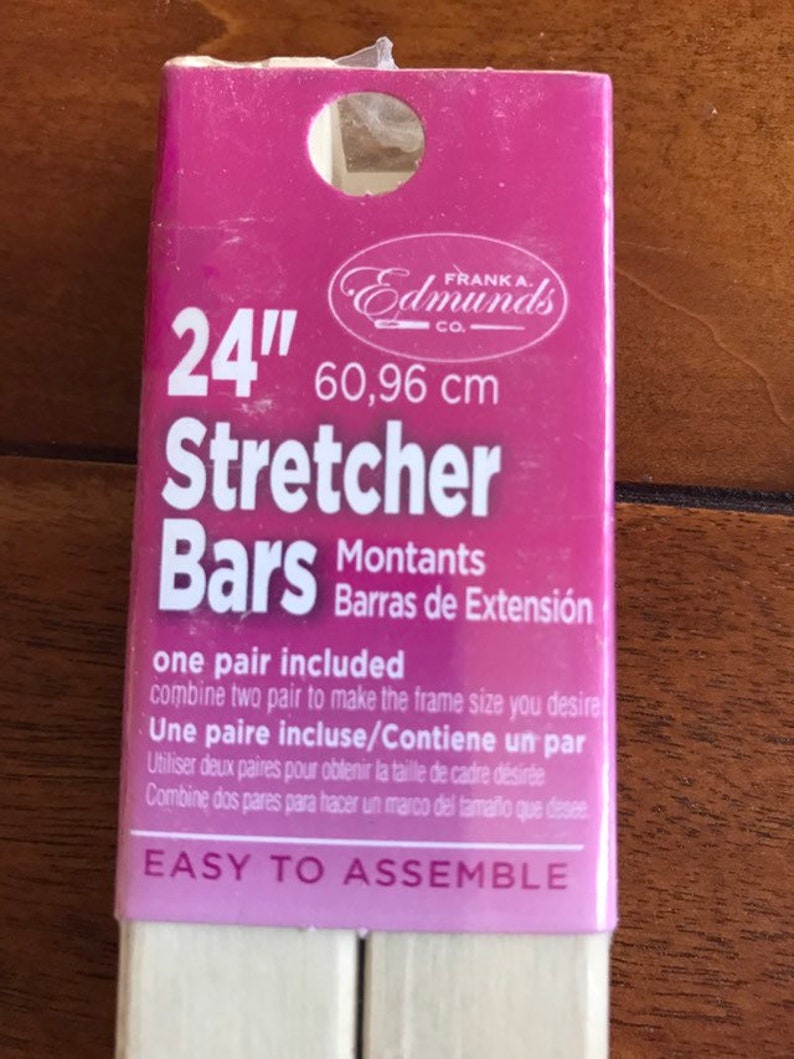 FRANK A.
Edmunds
CO.
24"
60,96 cm
Stretcher
Bars
Montants
Barras de Extensión
one pair included
combine two pair to make the frame size you desire
Une paire incluse/Contiene un par
Utiliser deux paires pour obtenir la taille de cadre désirée
Combine dos pares para hacer un marco del tamaño que desee.
EASY TO ASSEMBLE